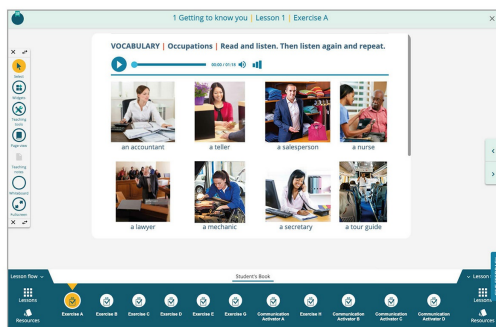 1 Getting to know you | Lesson 1 | Exercise A
VOCABULARY | Occupations | Read and listen. Then listen again and repeat.
00:00 / 01:16
an accountant
a teller
a salesperson
a nurse
a lawyer
a mechanic
a secretary
a tour guide
Select
Widgets
Teaching tools
Page view
Teaching notes
Whiteboard
Fullscreen
Lesson flow
Student's Book
Lesson
Lessons
Resources
Exercise A
Exercise B
Exercise C
Exercise D
Exercise E
Exercise G
Communication Activator A
Exercise H
Communication Activator B
Communication Activator C
Communication Activator D
Lessons
Resources